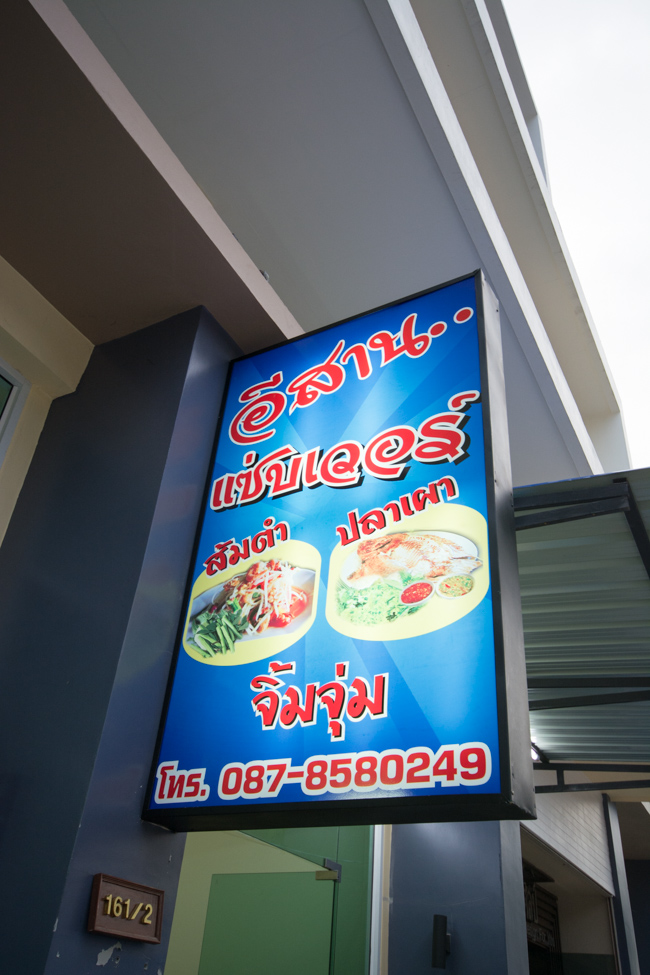 อีสาน..
แซ่บเวอร์
ส้มตำ
ปลาเผา
จิ้มจุ่ม
โทร. 087-8580249
161/2